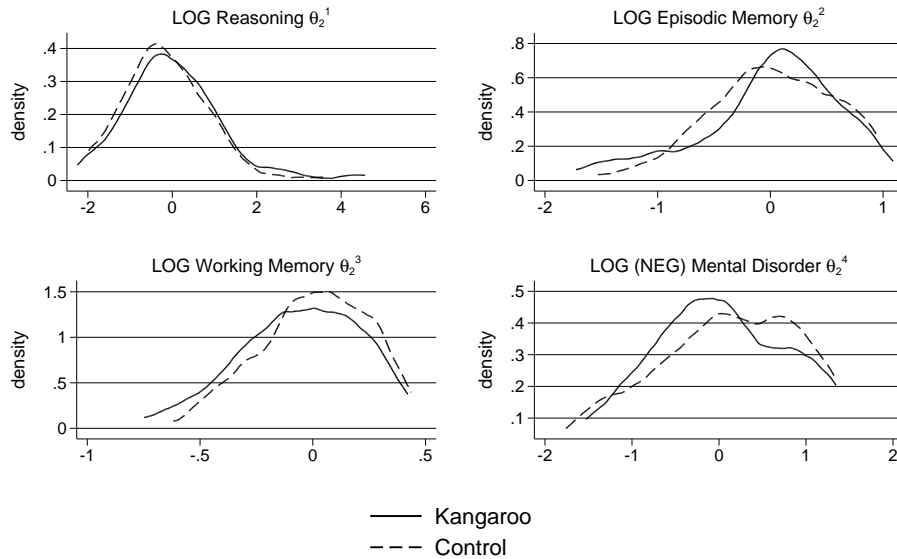 LOG Reasoning θ₂¹
density
.4
.3
.2
.1
0
-2 0 2 4 6
LOG Episodic Memory θ₂²
density
.8
.6
.4
.2
0
-2 -1 0 1
LOG Working Memory θ₂³
density
1.5
1
.5
0
-1 -.5 0 .5
LOG (NEG) Mental Disorder θ₂⁴
density
.5
.4
.3
.2
.1
-2 -1 0 1 2
Kangaroo
Control